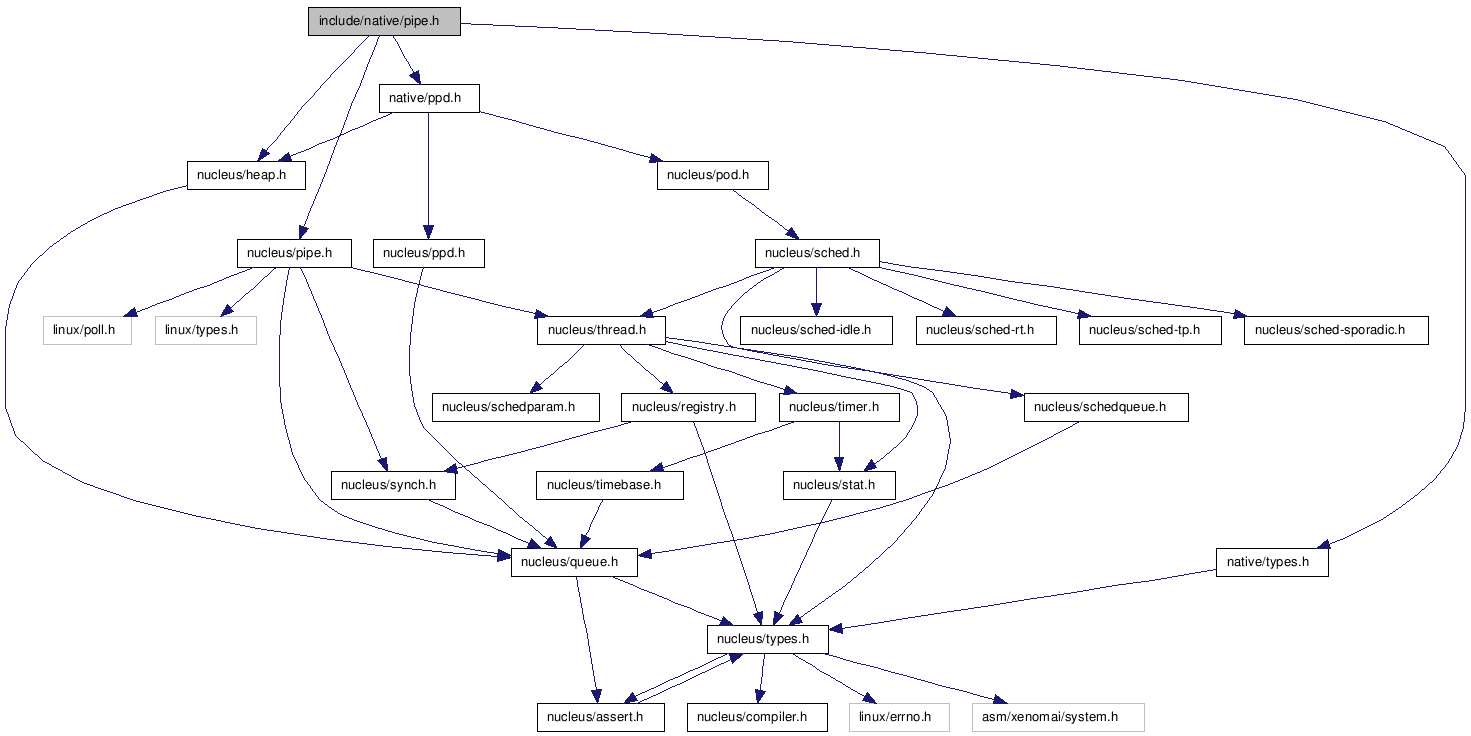 include/native/pipe.h
native/ppd.h
nucleus/heap.h
nucleus/pod.h
nucleus/pipe.h
nucleus/ppd.h
nucleus/sched.h
linux/poll.h
linux/types.h
nucleus/thread.h
nucleus/sched-idle.h
nucleus/sched-rt.h
nucleus/sched-tp.h
nucleus/sched-sporadic.h
nucleus/schedparam.h
nucleus/registry.h
nucleus/timer.h
nucleus/schedqueue.h
nucleus/synch.h
nucleus/timebase.h
nucleus/stat.h
nucleus/queue.h
native/types.h
nucleus/types.h
nucleus/assert.h
nucleus/compiler.h
linux/errno.h
asm/xenomai/system.h